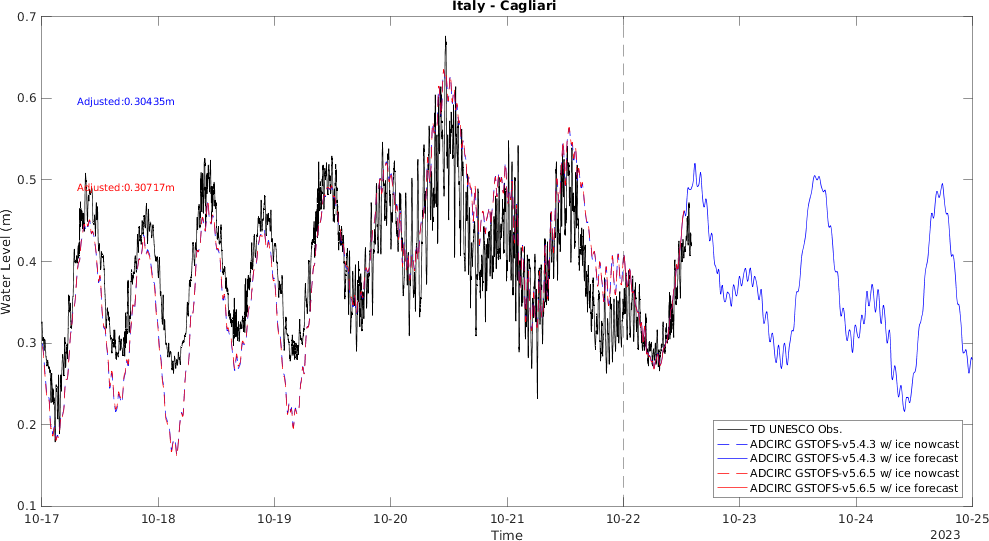 Italy - Cagliari
0.7
0.6
0.5
0.4
0.3
0.2
0.1
Water Level (m)
Adjusted:0.30435m
Adjusted:0.30717m
TD UNESCO Obs.
ADCIRC GSTOFS-v5.4.3 w/ ice nowcast
ADCIRC GSTOFS-v5.4.3 w/ ice forecast
ADCIRC GSTOFS-v5.6.5 w/ ice nowcast
ADCIRC GSTOFS-v5.6.5 w/ ice forecast
10-17 10-18 10-19 10-20 10-21 10-22 10-23 10-24 10-25
Time
2023